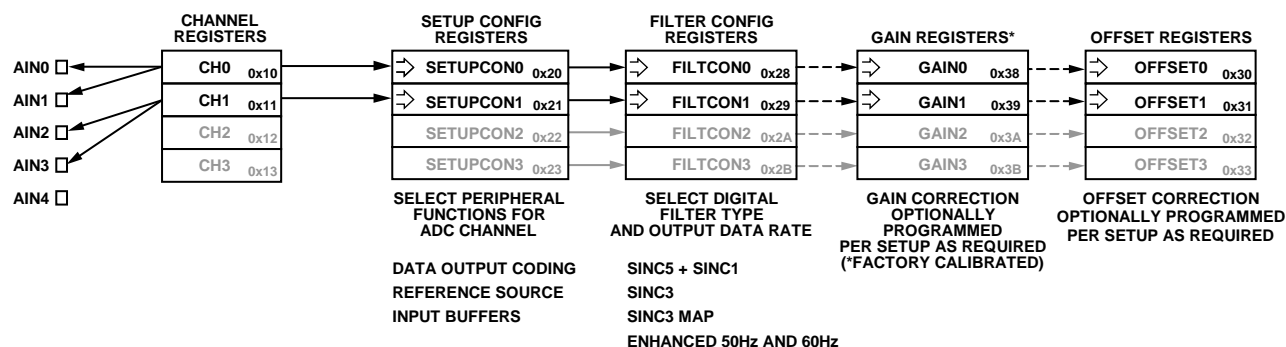 CHANNEL
REGISTERS
SETUP CONFIG
REGISTERS
FILTER CONFIG
REGISTERS
GAIN REGISTERS*
OFFSET REGISTERS
AIN0
AIN1
AIN2
AIN3
AIN4
CH0 0x10
CH1 0x11
CH2 0x12
CH3 0x13
SETUPCON0 0x20
SETUPCON1 0x21
SETUPCON2 0x22
SETUPCON3 0x23
FILTCON0 0x28
FILTCON1 0x29
FILTCON2 0x2A
FILTCON3 0x2B
GAIN0 0x38
GAIN1 0x39
GAIN2 0x3A
GAIN3 0x3B
OFFSET0 0x30
OFFSET1 0x31
OFFSET2 0x32
OFFSET3 0x33
SELECT PERIPHERAL
FUNCTIONS FOR
ADC CHANNEL
SELECT DIGITAL
FILTER TYPE
AND OUTPUT DATA RATE
GAIN CORRECTION
OPTIONALLY
PROGRAMMED
PER SETUP AS REQUIRED
(*FACTORY CALIBRATED)
OFFSET CORRECTION
OPTIONALLY PROGRAMMED
PER SETUP AS REQUIRED
DATA OUTPUT CODING
REFERENCE SOURCE
INPUT BUFFERS
SINC5 + SINC1
SINC3
SINC3 MAP
ENHANCED 50Hz AND 60Hz